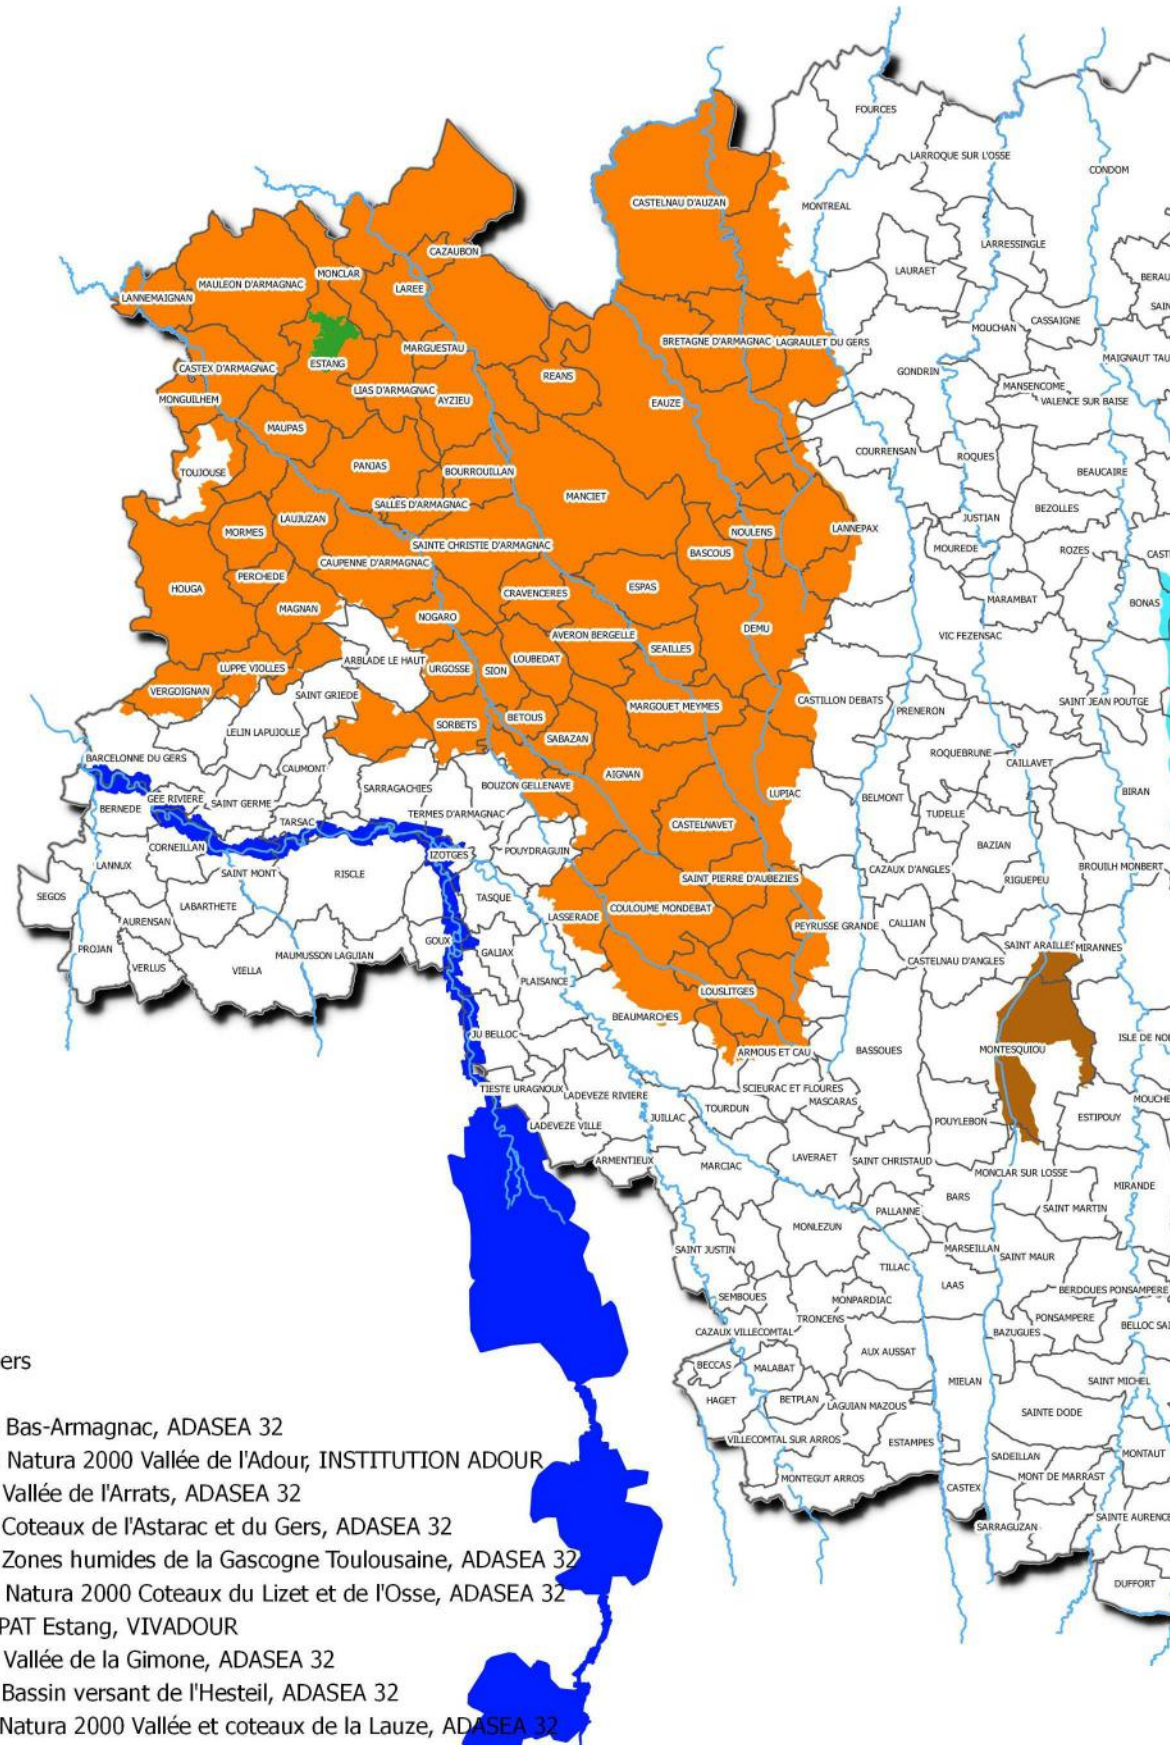 FOURCES
LARROQUE SUR L'OSSE
CONDOM
CASTELNAU D'AUZAN
MONTREAL
LARRESSINGLE
CAZAUBON
LAURAET
MONCLAR
MAULEON D'ARMAGNAC
LAREE
BERAU
LANNEMAIGNAN
SAIN
CASSAIGNE
MOUCHAN
BRETAGNE D'ARMAGNAC
LAGRAULET DU GERS
MARGUESTAU
MAIGNAUT TAU
ESTANG
CASTEX D'ARMAGNAC
GONDRIN
REANS
MANSENCOME
LIAS D'ARMAGNAC
AYZIEU
MONGUILHEM
EAUZE
VALENCE SUR BAISE
MAUPAS
COURRENSAN
ROQUES
PANJAS
BOURROUILLAN
TOUJOUSE
BEAUCAIRE
MANCIET
SALLES D'ARMAGNAC
BEZOLLES
LAUJUZAN
JUSTIAN
MORMES
NOULENS
LANNEPAX
SAINTE CHRISTIE D'ARMAGNAC
MOUREDE
ROZES
BASCOUS
CAST
CAUPENNE D'ARMAGNAC
PERCHEDE
HOUGA
ESPAS
CRAVENCERES
MARAMBAT
BONAS
MAGNAN
NOGARO
DEMU
AVERON BERGELLE
VIC FEZENSAC
SEAILLES
ARBLADE LE HAUT
LOUBEDAT
LUPPE VIOLLES
URGOSSE
SION
VERGOIGNAN
SAINT GRIEDE
CASTILLON DEBATS
SAINT JEAN POUTGE
MARGOUET MEYMES
PRENERON
BETOUS
SORBETS
LELIN LAPUJOLLE
SABAZAN
ROQUEBRUNE
BARCELONNE DU GERS
CAILLAVET
CAUMONT
AIGNAN
BOUZON GELLENAVE
SARRAGACHIES
LUPIAC
BIRAN
GEE RIVIERE
BELMONT
SAINT GERME
BERNEDE
TERMES D'ARMAGNAC
TUDELLE
TARSAC
CASTELNAVET
CORNEILLAN
BAZIAN
POUYDRAGUIN
IZOTGES
LANNUX
BROUILH MONBERT
CAZAUX D'ANGLES
SAINT MONT
RISCLE
SAINT PIERRE D'AUBEZIES
RIGUEPEU
SEGOS
TASQUE
LABARTHETE
COULOUME MONDEBAT
LASSERADE
AURENSAN
CALLIAN
PEYRUSSE GRANDE
GOUX
SAINT ARAILLES
MIRANNES
PROJAN
GALIAX
MAUMUSSON LAGUIAN
CASTELNAU D'ANGLES
VERLUS
VIELLA
PLAISANCE
LOUSLITGES
BEAUMARCHES
JU BELLOC
ISLE DE NO
MONTESQUIOU
BASSOUES
ARMOUS ET CAU
TIESTE URAGNOUX
SCIEURAC ET FLOURES
LADEVEZE RIVIERE
MOUCHE
MASCARAS
TOURDUN
JUILLAC
ESTIPOUY
POUYLEBON
LADEVEZE VILLE
LAVERAET
SAINT CHRISTAUD
ARMENTIEUX
MARCIAC
MONCLAR SUR LOSSE
MIRANDE
BARS
SAINT MARTIN
PALLANNE
MONLEZUN
SAINT JUSTIN
MARSEILLAN
SAINT MAUR
TILLAC
LAAS
BERDOUES PONSAMPERE
SEMBOUES
MONPARDIAC
TRONCENS
PONSAMPERE
BELLOC SAI
CAZAUX VILLECOMTAL
BAZUGUES
AUX AUSSAT
ers
BECCAS
MALABAT
MIELAN
SAINT MICHEL
HAGET
BETPLAN
LAGUIAN MAZOUS
SAINTE DODE
Bas-Armagnac, ADASEA 32
VILLECOMTAL SUR ARROS
ESTAMPES
MONTAUT
Natura 2000 Vallée de l'Adour, INSTITUTION ADOUR
SADEILLAN
MONT DE MARRAST
MONTEGUT ARROS
CASTEX
Vallée de l'Arrats, ADASEA 32
SAINTE AURENCE
Coteaux de l'Astarac et du Gers, ADASEA 32
SARRAGUZAN
Zones humides de la Gascogne Toulousaine, ADASEA 32
DUFFORT
Natura 2000 Coteaux du Lizet et de l'Osse, ADASEA 32
PAT Estang, VIVADOUR
Vallée de la Gimone, ADASEA 32
Bassin versant de l'Hesteil, ADASEA 32
Natura 2000 Vallée et coteaux de la Lauze, ADASEA 32